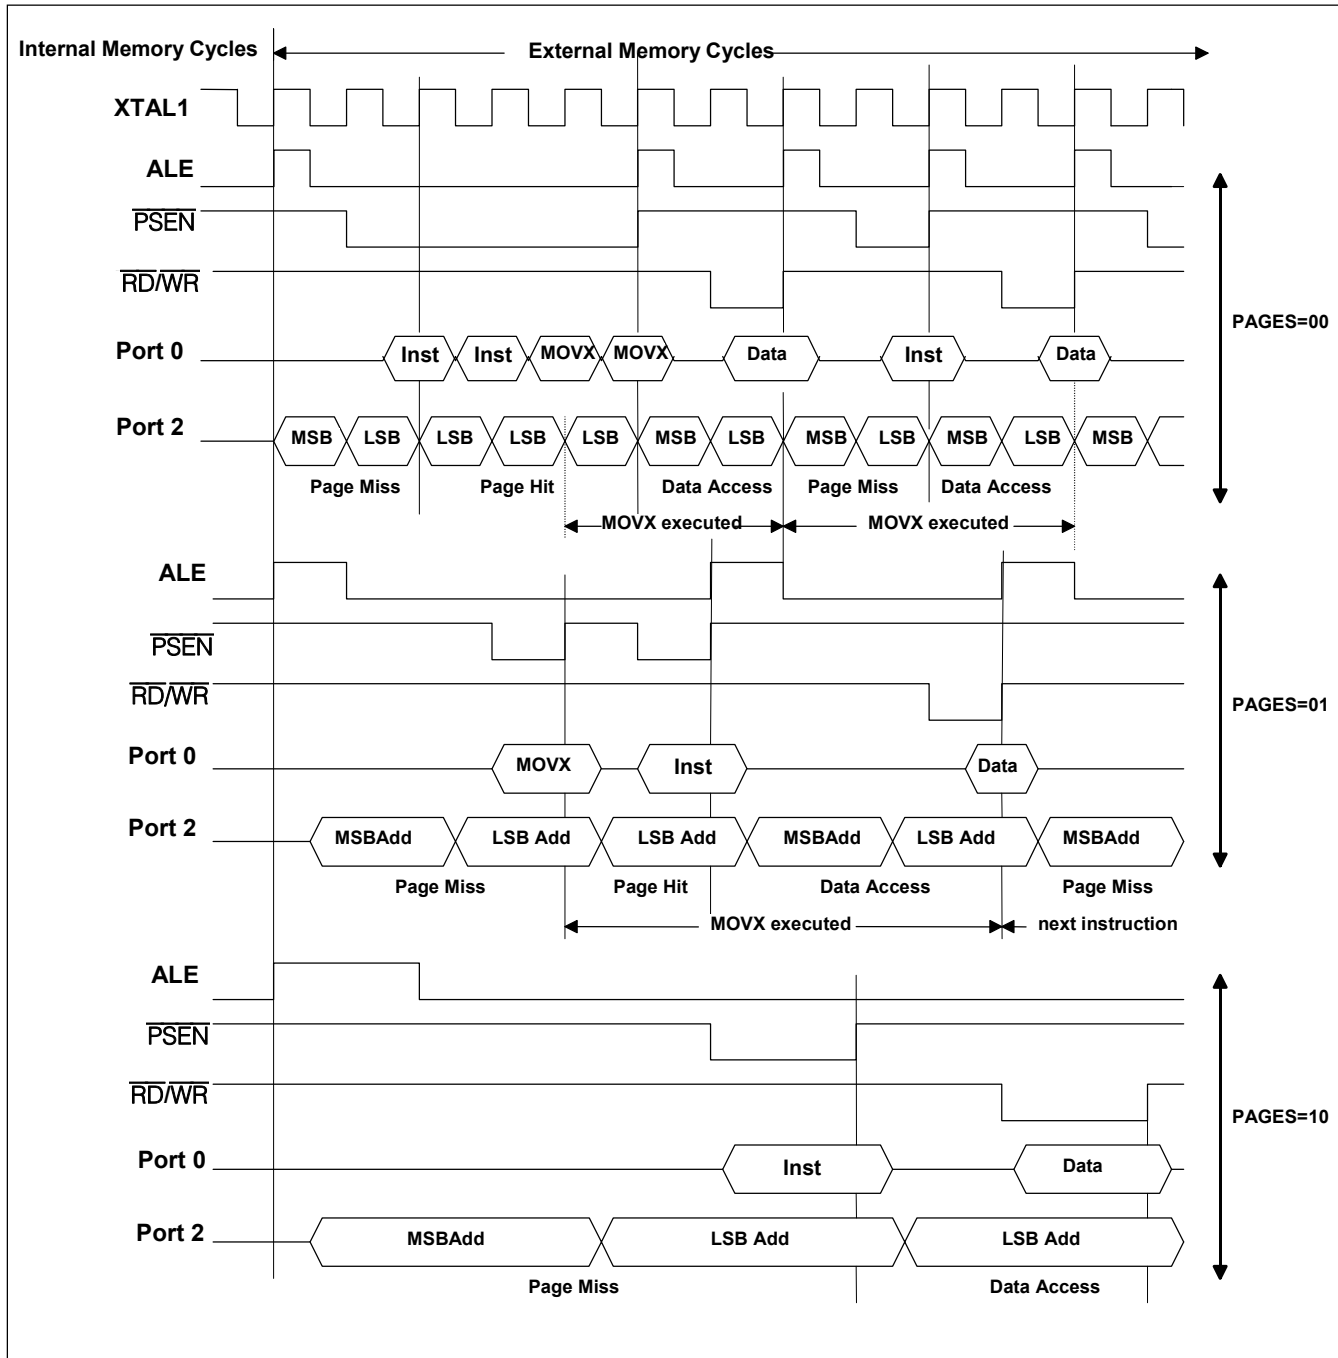 Internal Memory Cycles External Memory Cycles
XTAL1
ALE
PSEN
RD/WR
PAGES=00
Port 0 Inst Inst MOVX MOVX Data Inst Data
Port 2 MSB LSB LSB LSB LSB MSB LSB MSB LSB MSB LSB MSB
Page Miss Page Hit Data Access Page Miss Data Access
MOVX executed MOVX executed
ALE
PSEN
RD/WR
PAGES=01
Port 0 MOVX Inst Data
Port 2 MSBAdd LSB Add LSB Add MSBAdd LSB Add MSBAdd
Page Miss Page Hit Data Access Page Miss
MOVX executed next instruction
ALE
PSEN
RD/WR
PAGES=10
Port 0 Inst Data
Port 2 MSBAdd LSB Add LSB Add
Page Miss Data Access